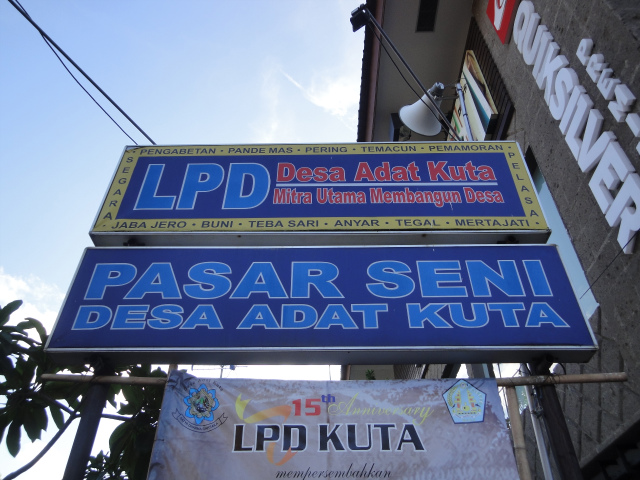 PENGABETAN · PANDE MAS · PERING · TEMACUN · PEMAMORAN
SEGARA
LPD
Desa Adat Kuta
Mitra Utama Membangun Desa
PELASA
JABA JERO · BUNI · TEBA SARI · ANYAR · TEGAL · MERTAJATI
PASAR SENI
DESA ADAT KUTA
15th Anniversary
LPD KUTA
mempersembahkan
QUIKSILVER